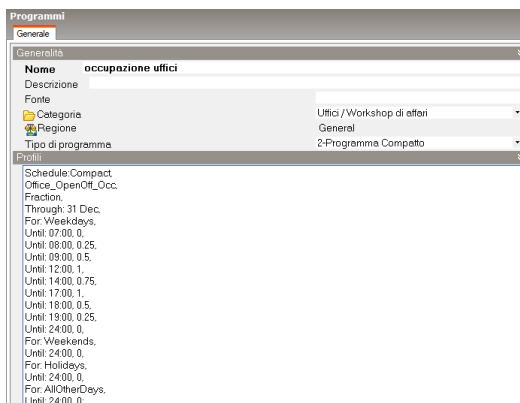 Programmi
Generale
Generalità
Nome occupazione uffici
Descrizione
Fonte
Categoria Uffici / Workshop di affari
Regione General
Tipo di programma 2-Programma Compatto
Profili
Schedule:Compact,
Office_OpenOff_Occ,
Fraction,
Through: 31 Dec,
For: Weekdays,
Until: 07:00, 0,
Until: 08:00, 0.25,
Until: 09:00, 0.5,
Until: 12:00, 1,
Until: 14:00, 0.75,
Until: 17:00, 1,
Until: 18:00, 0.5,
Until: 19:00, 0.25,
Until: 24:00, 0,
For: Weekends,
Until: 24:00, 0,
For: Holidays,
Until: 24:00, 0,
For: AllOtherDays,
Until: 24:00, 0;